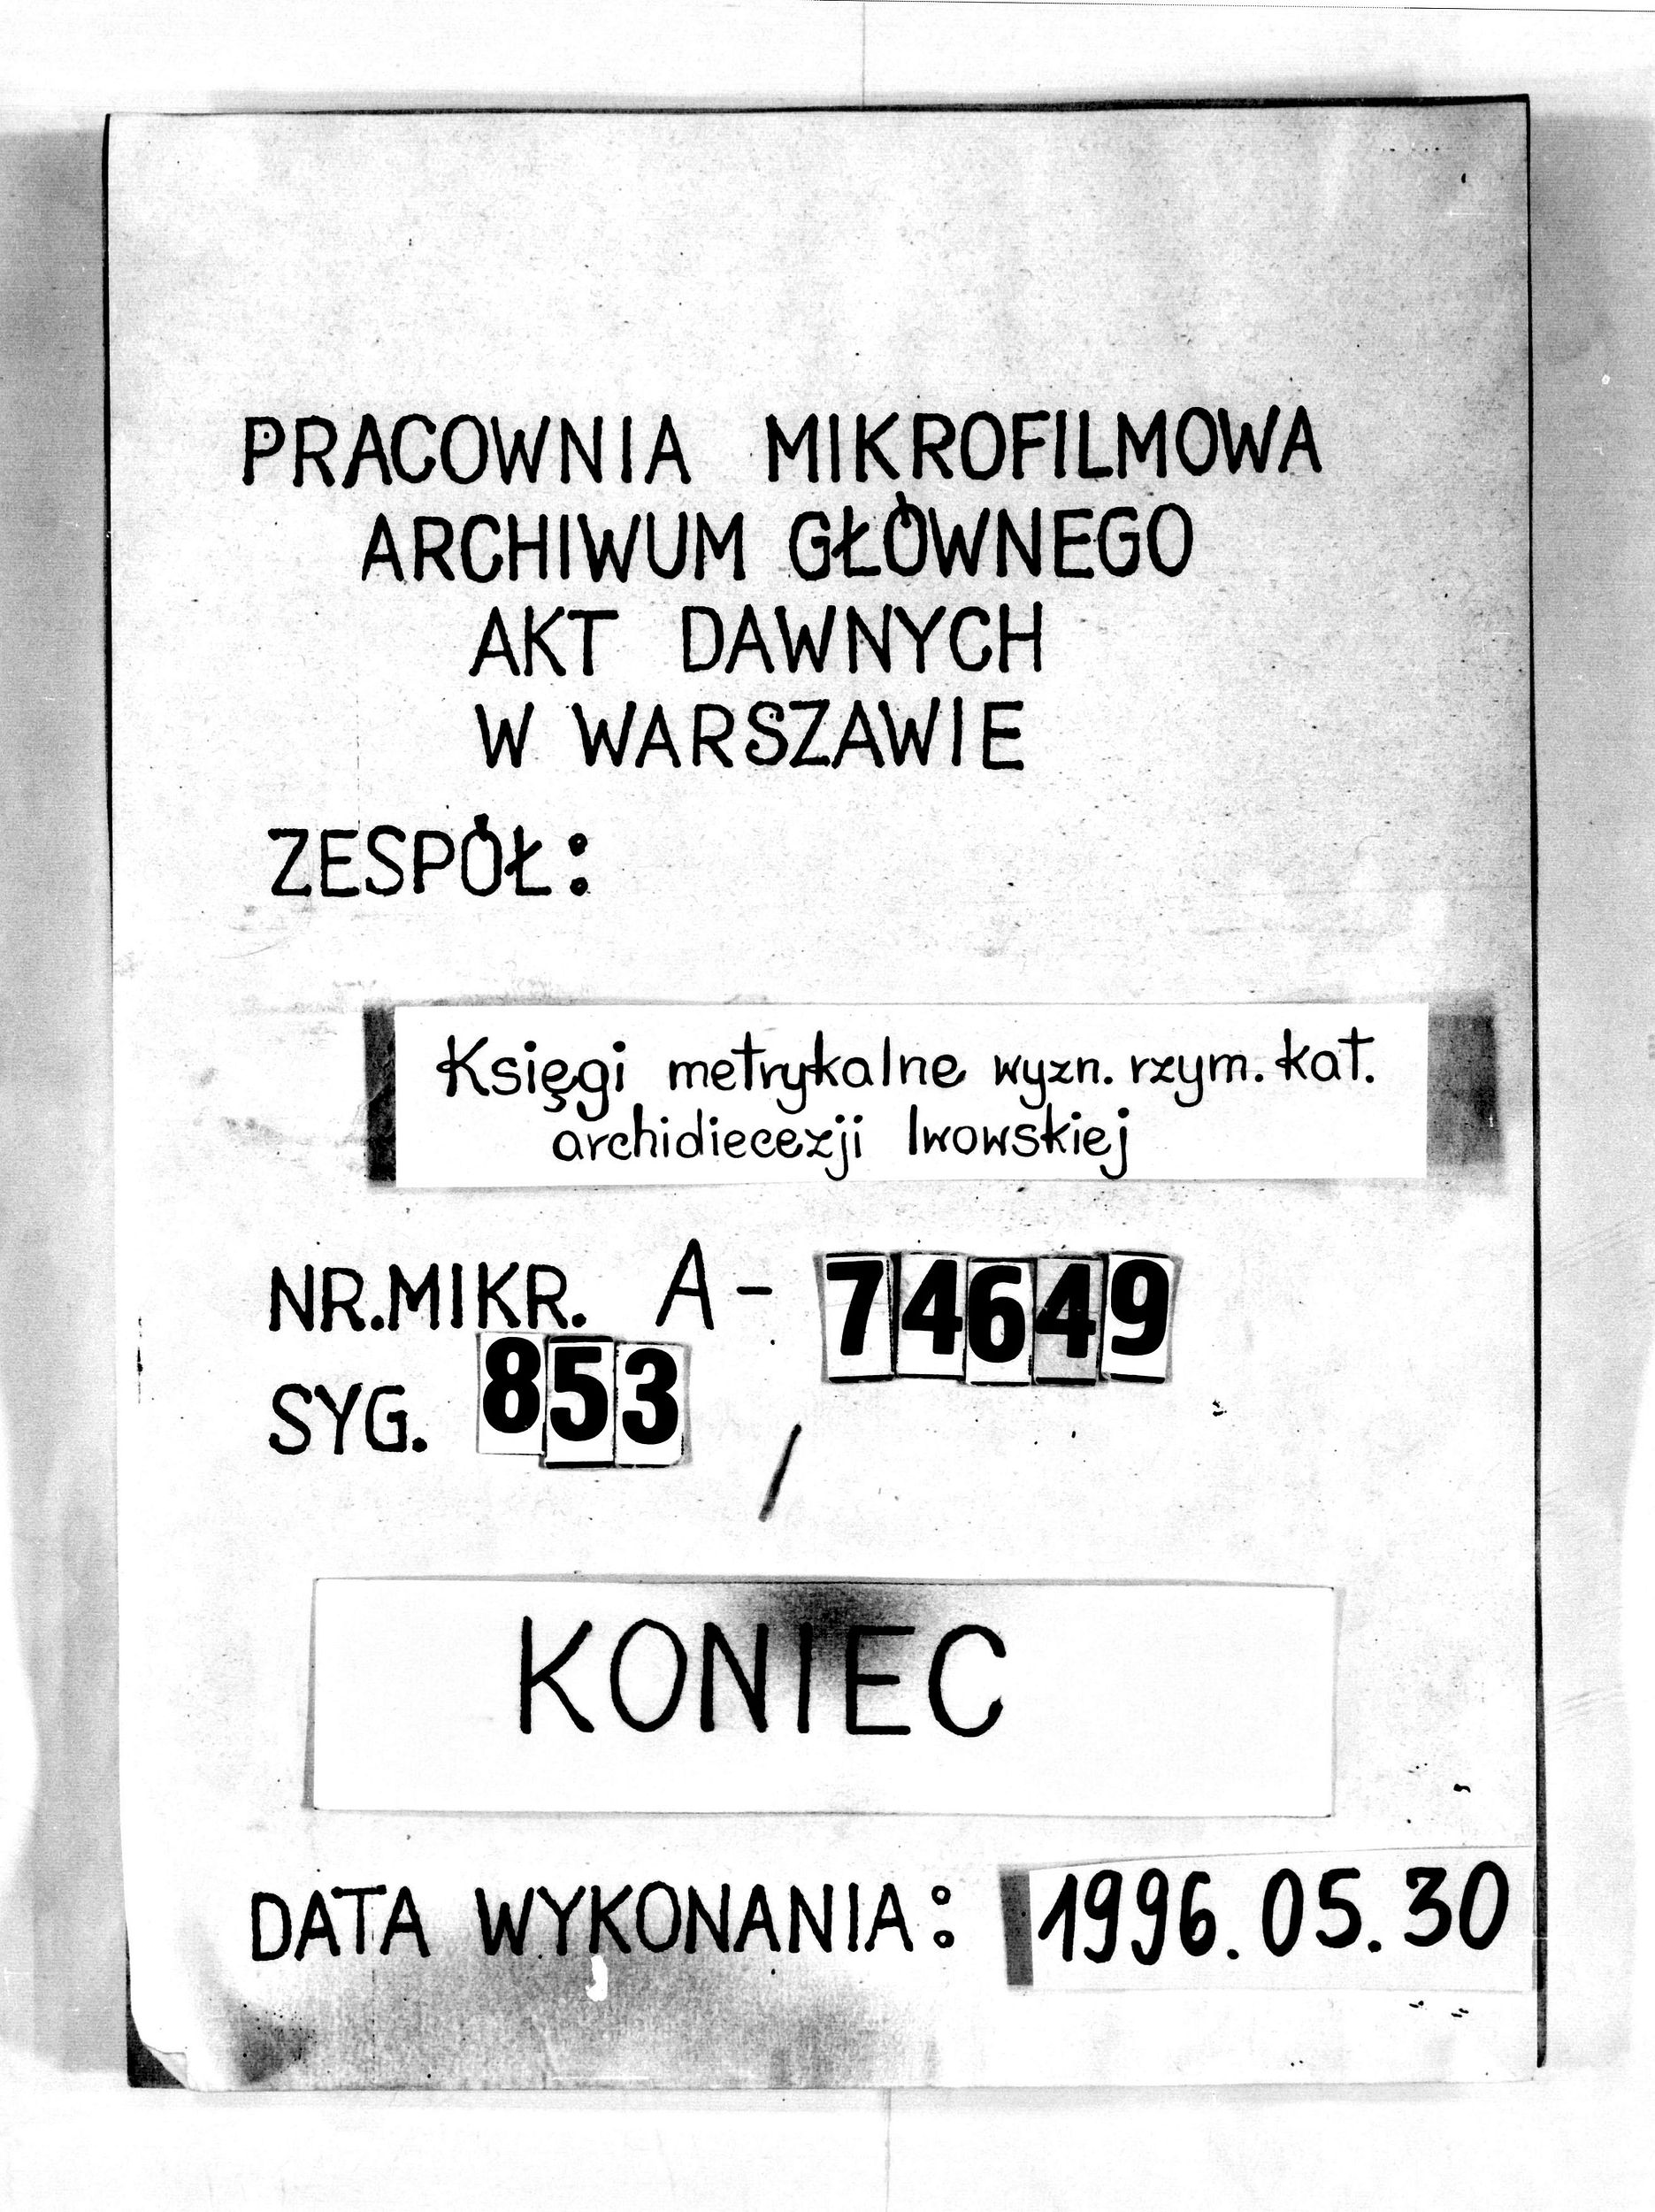 PRACOWNIA MIKROFILMOWA
ARCHIWUM GŁÓWNEGO
AKT DAWNYCH
W WARSZAWIE
ZESPÓŁ:
Księgi metrykalne wyzn. rzym. kat.
archidiecezji lwowskiej
NR.MIKR. A- 74649
SYG. 853 /
KONIEC
DATA WYKONANIA: 1996.05.30